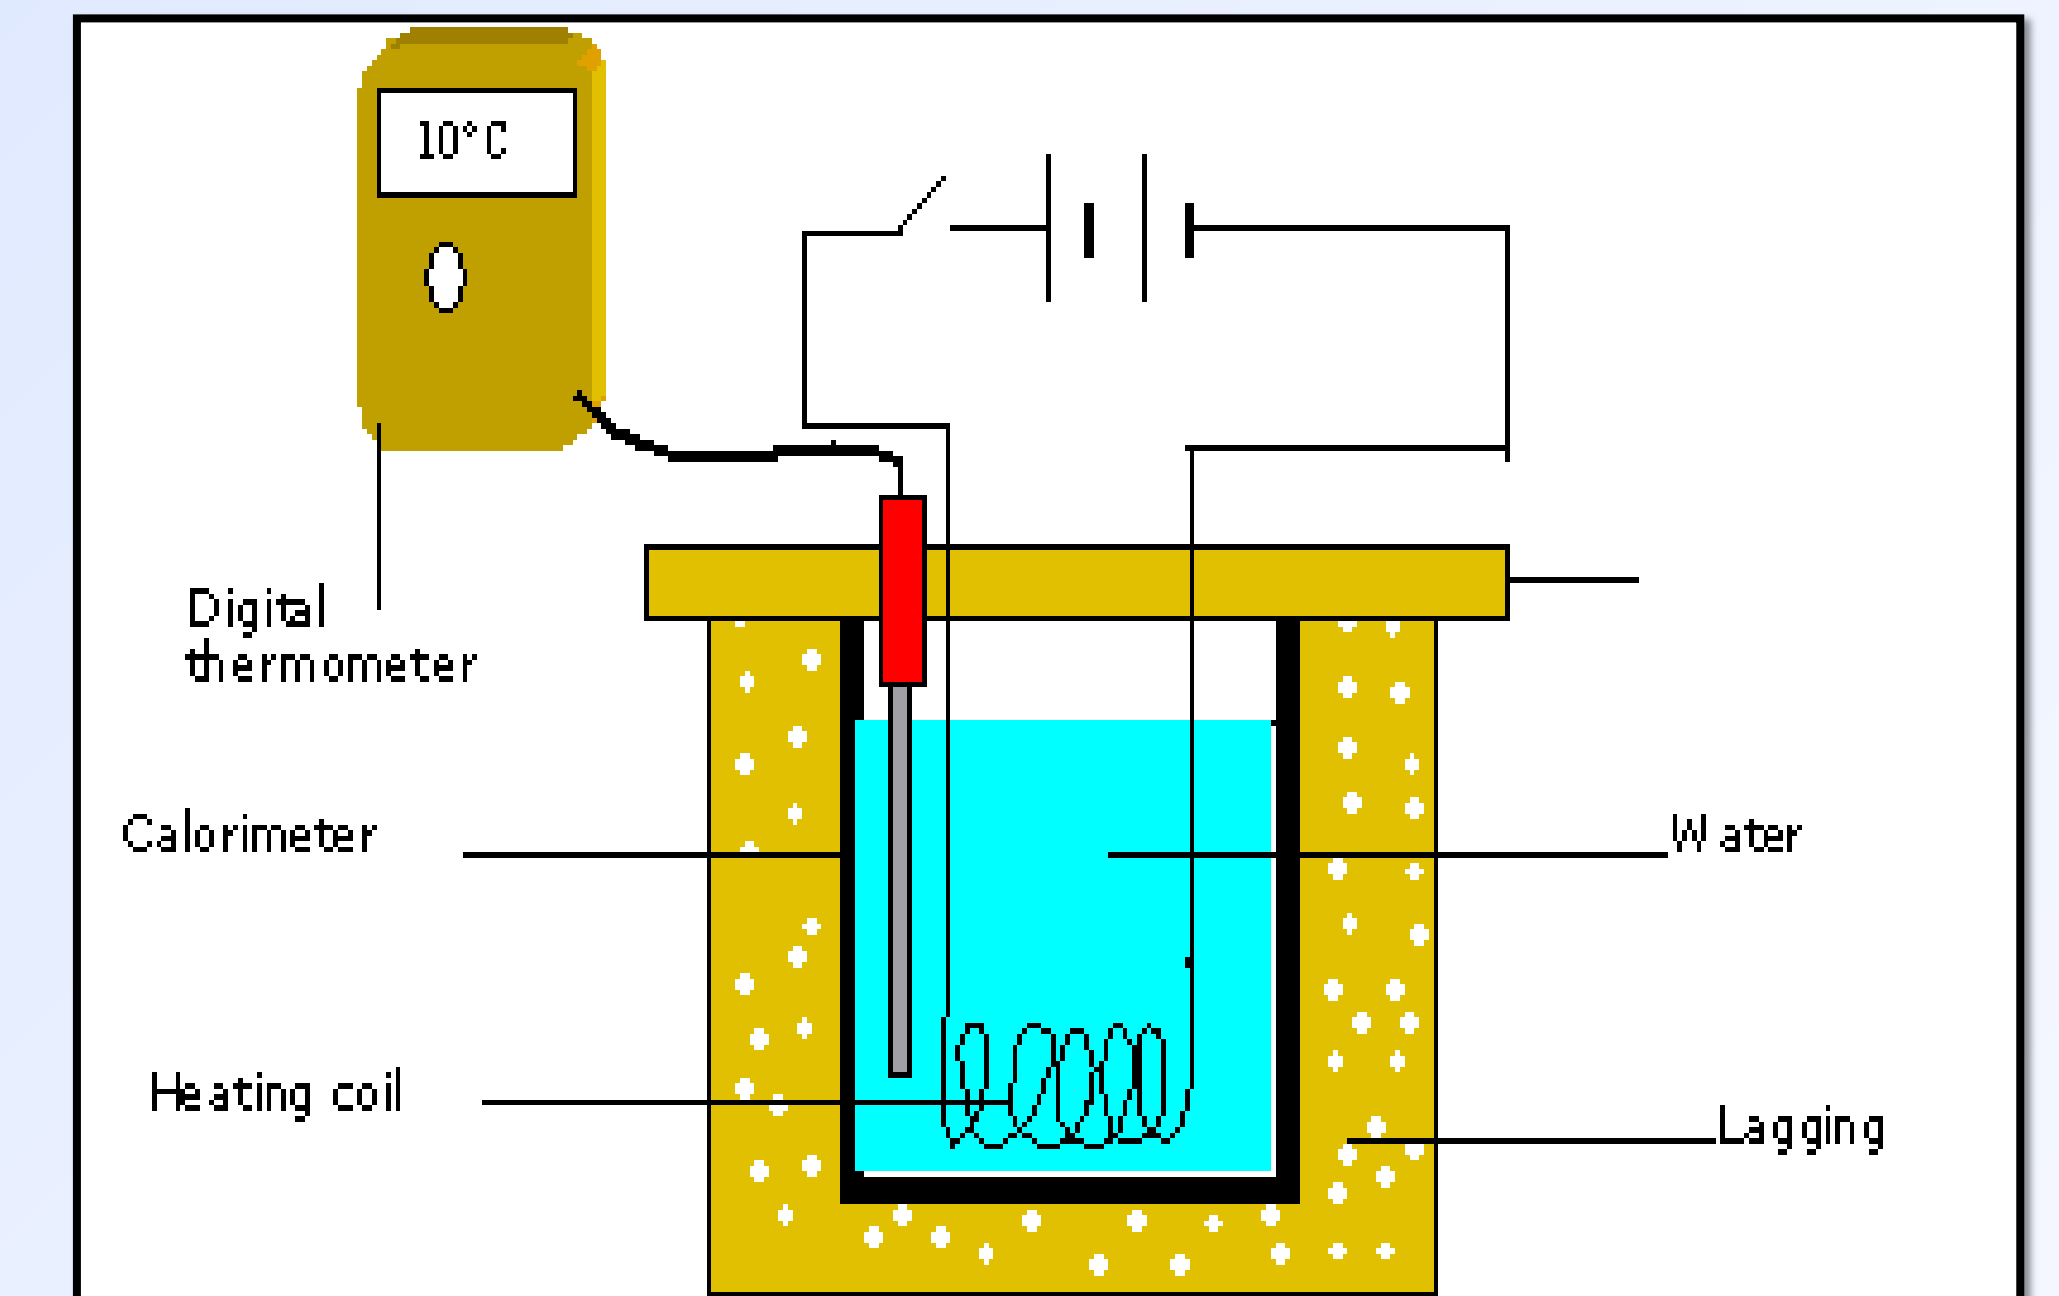 10°C
Digital
thermometer
Calorimeter
Water
Heating coil
Lagging